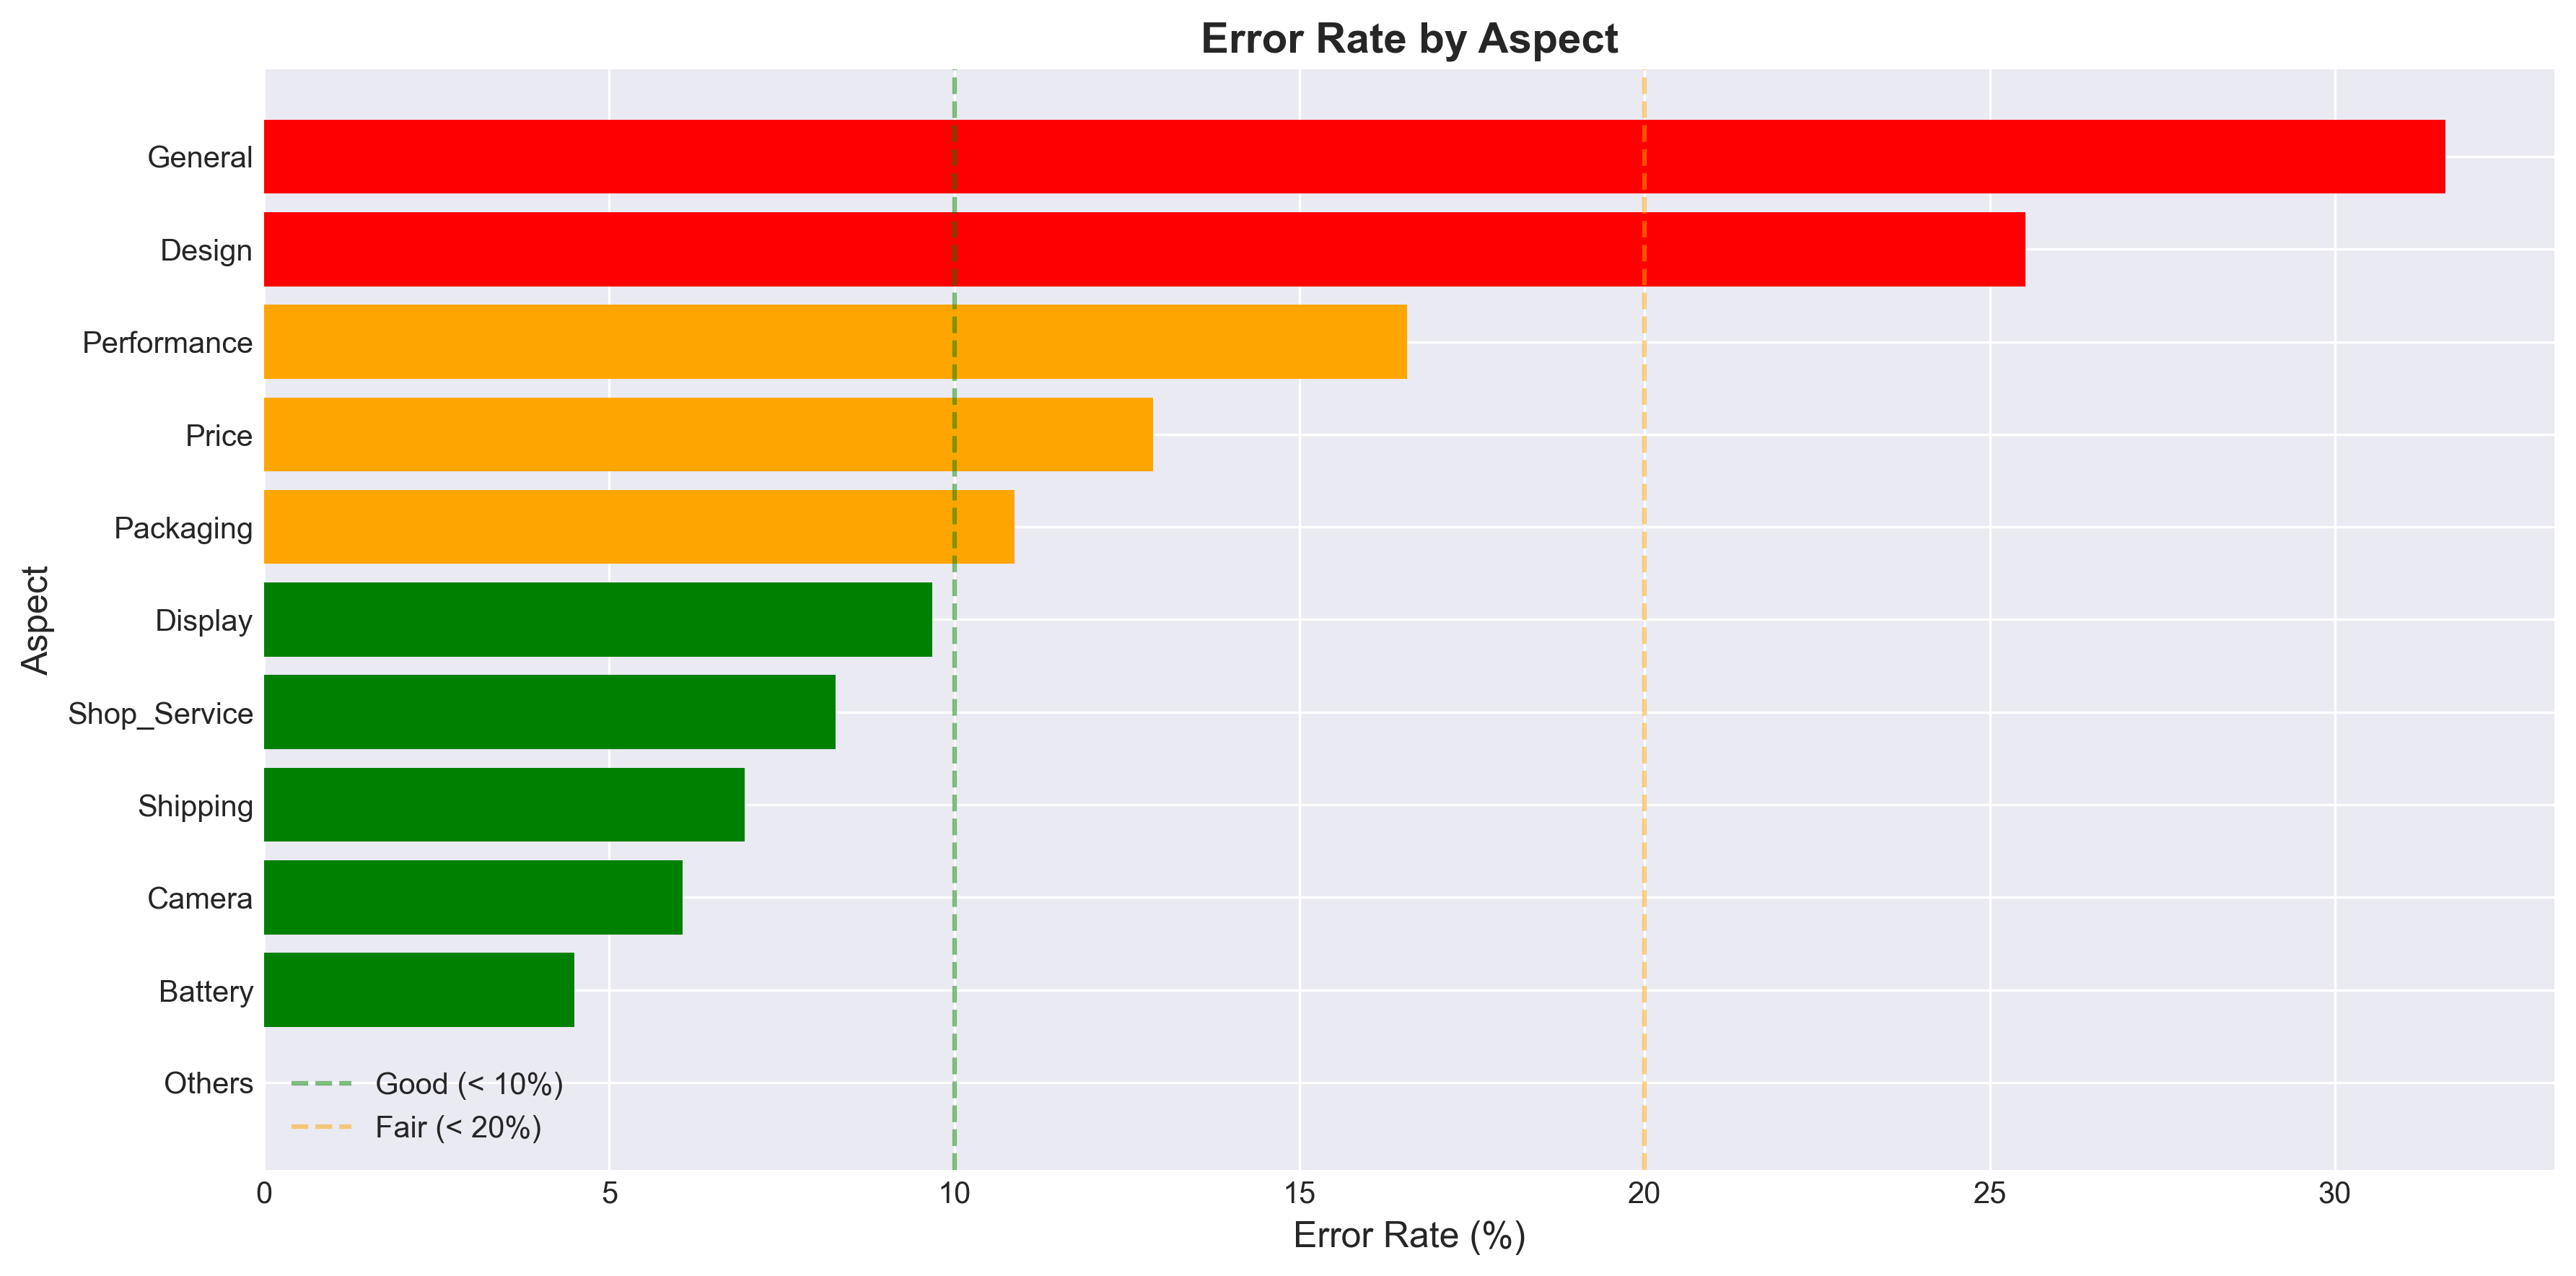 Error Rate by Aspect
General
Design
Performance
Price
Packaging
Display
Shop_Service
Shipping
Camera
Battery
Others
Aspect
Good (< 10%)
Fair (< 20%)
0 5 10 15 20 25 30
Error Rate (%)